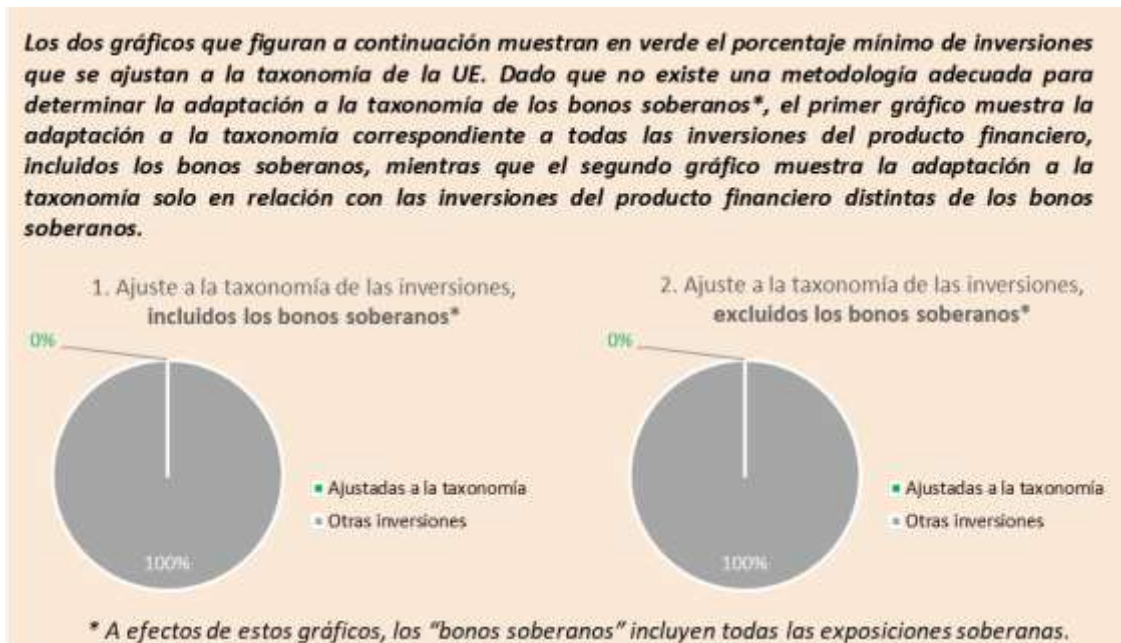 Los dos gráficos que figuran a continuación muestran en verde el porcentaje mínimo de inversiones
que se ajustan a la taxonomía de la UE. Dado que no existe una metodología adecuada para
determinar la adaptación a la taxonomía de los bonos soberanos*, el primer gráfico muestra la
adaptación a la taxonomía correspondiente a todas las inversiones del producto financiero,
incluidos los bonos soberanos, mientras que el segundo gráfico muestra la adaptación a la
taxonomía solo en relación con las inversiones del producto financiero distintas de los bonos
soberanos.
1. Ajuste a la taxonomía de las inversiones,
incluidos los bonos soberanos*
0%
Ajustadas a la taxonomía
Otras inversiones
100%
2. Ajuste a la taxonomía de las inversiones,
excluidos los bonos soberanos*
0%
Ajustadas a la taxonomía
Otras inversiones
100%
* A efectos de estos gráficos, los "bonos soberanos" incluyen todas las exposiciones soberanas.